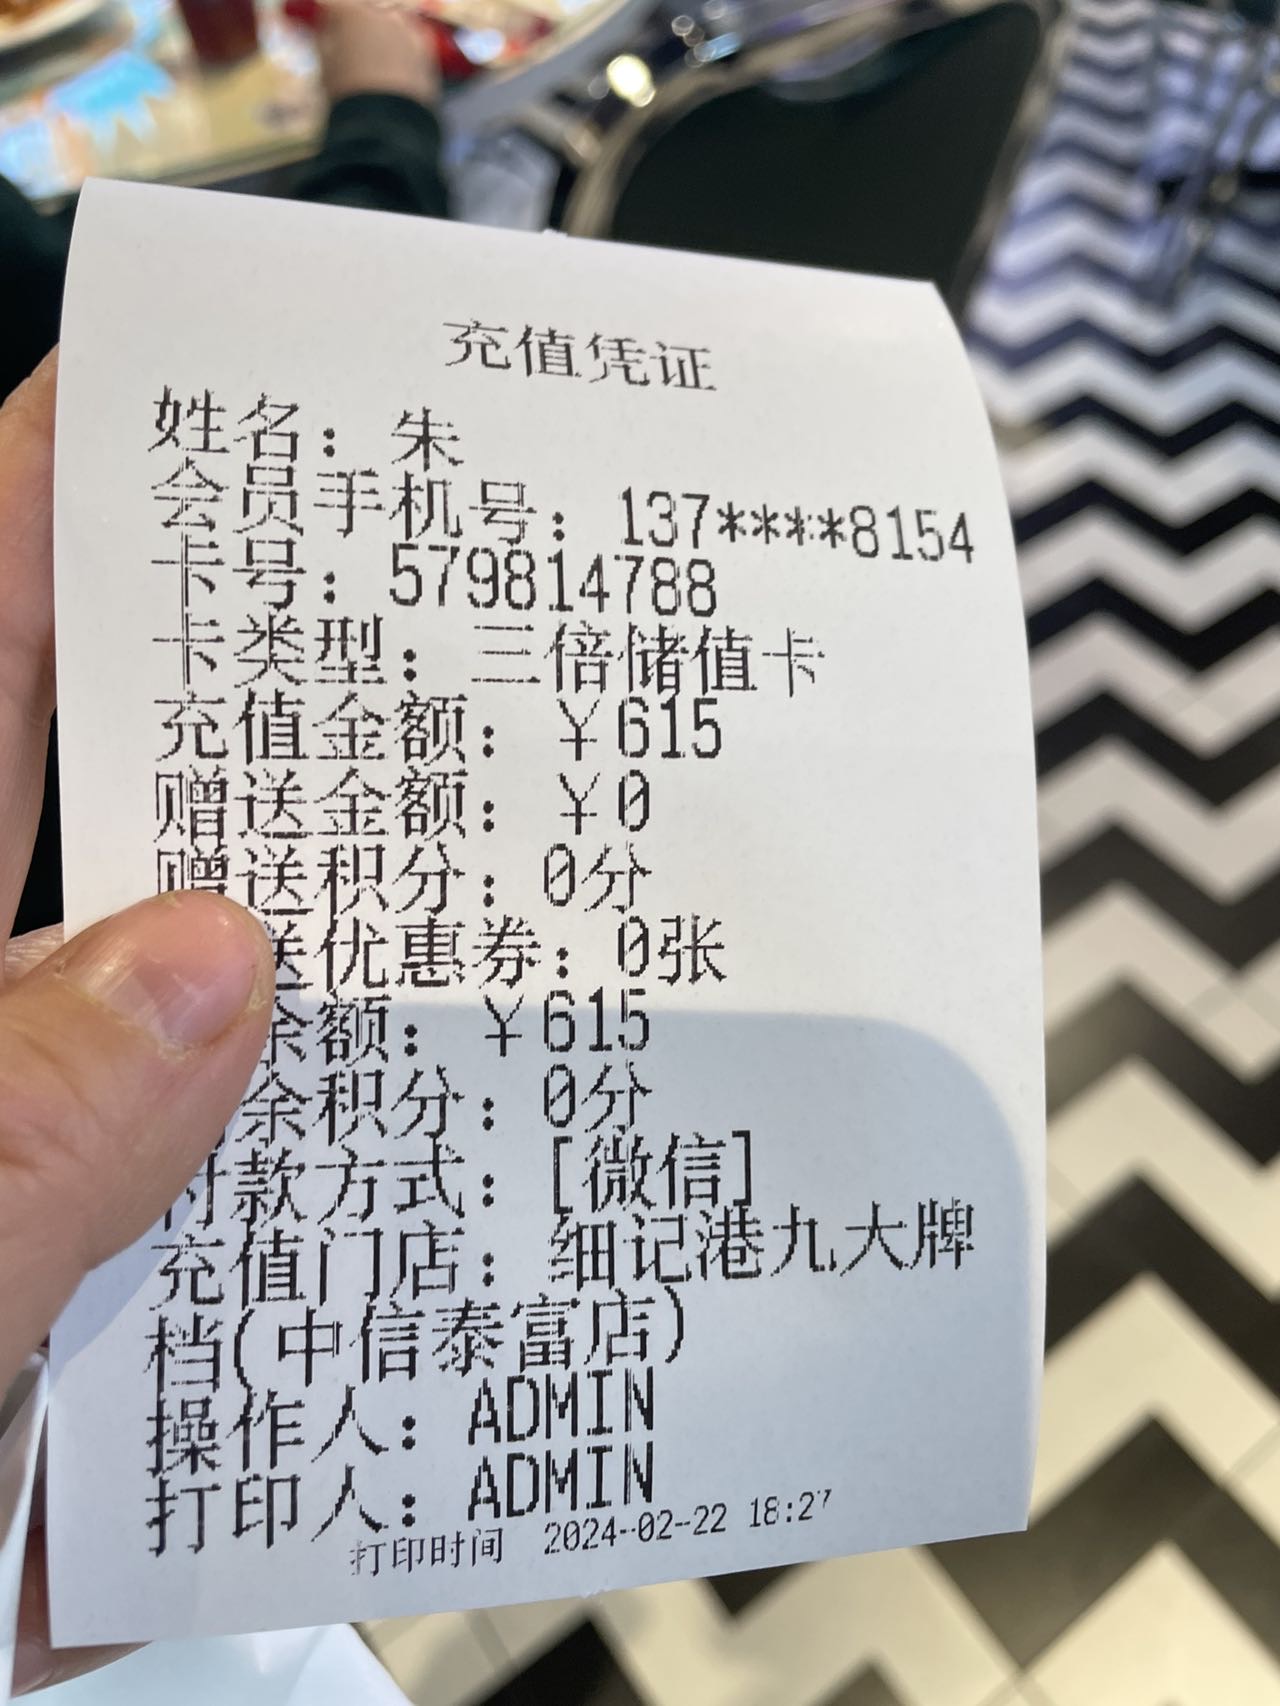 充值凭证
姓名：朱
会员手机号：137****8154
卡号：579814788
卡类型：三倍储值卡
充值金额：￥615
赠送金额：￥0
赠送积分：0分
送优惠券：0张
余额：￥615
余积分：0分
付款方式：[微信]
充值门店：细记港九大牌
档(中信泰富店)
操作人：ADMIN
打印人：ADMIN
打印时间 2024-02-22 18:27